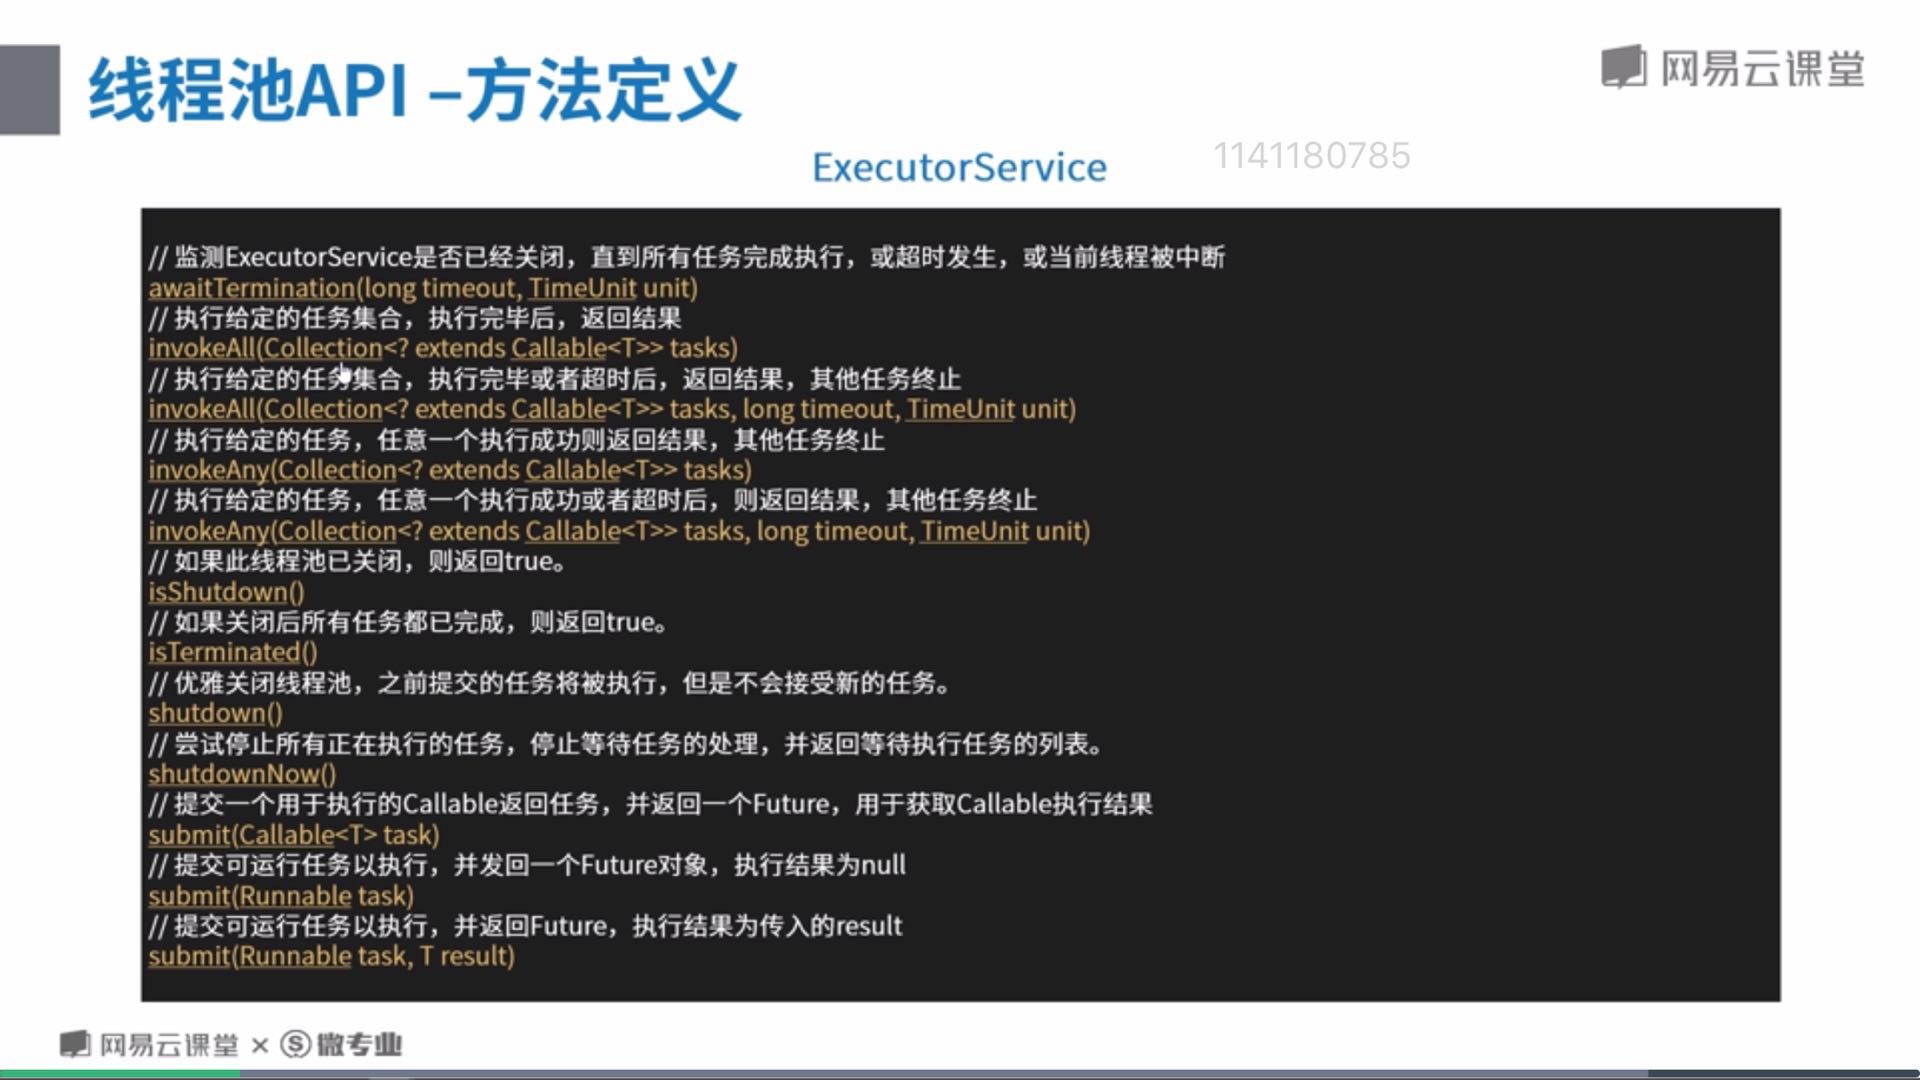 线程池API –方法定义
网易云课堂
ExecutorService
1141180785
// 监测ExecutorService是否已经关闭，直到所有任务完成执行，或超时发生，或当前线程被中断
awaitTermination(long timeout, TimeUnit unit)
// 执行给定的任务集合，执行完毕后，返回结果
invokeAll(Collection<? extends Callable<T>> tasks)
// 执行给定的任务集合，执行完毕或者超时后，返回结果，其他任务终止
invokeAll(Collection<? extends Callable<T>> tasks, long timeout, TimeUnit unit)
// 执行给定的任务，任意一个执行成功则返回结果，其他任务终止
invokeAny(Collection<? extends Callable<T>> tasks)
// 执行给定的任务，任意一个执行成功或者超时后，则返回结果，其他任务终止
invokeAny(Collection<? extends Callable<T>> tasks, long timeout, TimeUnit unit)
// 如果此线程池已关闭，则返回true。
isShutdown()
// 如果关闭后所有任务都已完成，则返回true。
isTerminated()
// 优雅关闭线程池，之前提交的任务将被执行，但是不会接受新的任务。
shutdown()
// 尝试停止所有正在执行的任务，停止等待任务的处理，并返回等待执行任务的列表。
shutdownNow()
// 提交一个用于执行的Callable返回任务，并返回一个Future，用于获取Callable执行结果
submit(Callable<T> task)
// 提交可运行任务以执行，并发回一个Future对象，执行结果为null
submit(Runnable task)
// 提交可运行任务以执行，并返回Future，执行结果为传入的result
submit(Runnable task, T result)
网易云课堂 × Ⓢ微专业